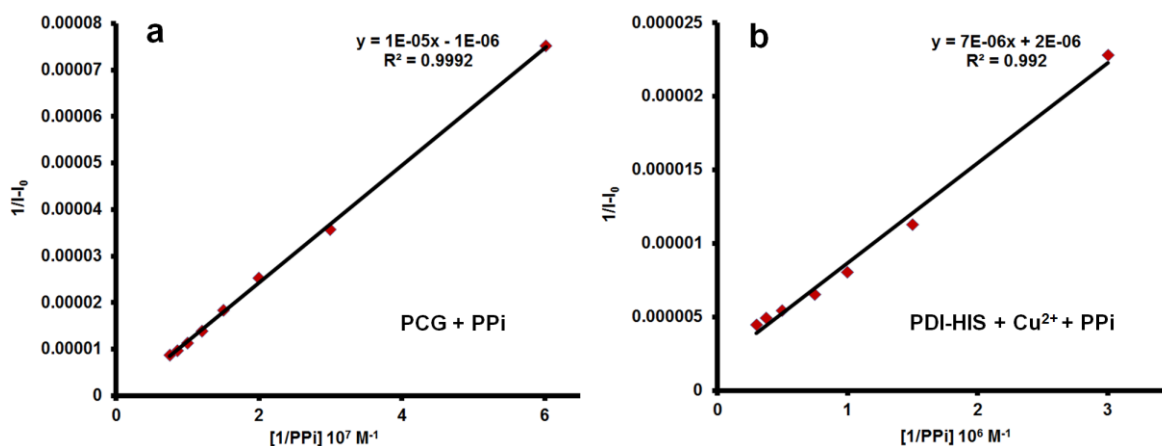 a
y = 1E-05x - 1E-06
R² = 0.9992
0.00008
0.00007
0.00006
0.00005
0.00004
0.00003
0.00002
0.00001
0
1/I-I₀
PCG + PPi
0 2 4 6
[1/PPi] 10⁷ M⁻¹
b
y = 7E-06x + 2E-06
R² = 0.992
0.000025
0.00002
0.000015
0.00001
0.000005
0
1/I-I₀
PDI-HIS + Cu²⁺ + PPi
0 1 2 3
[1/PPi] 10⁶ M⁻¹